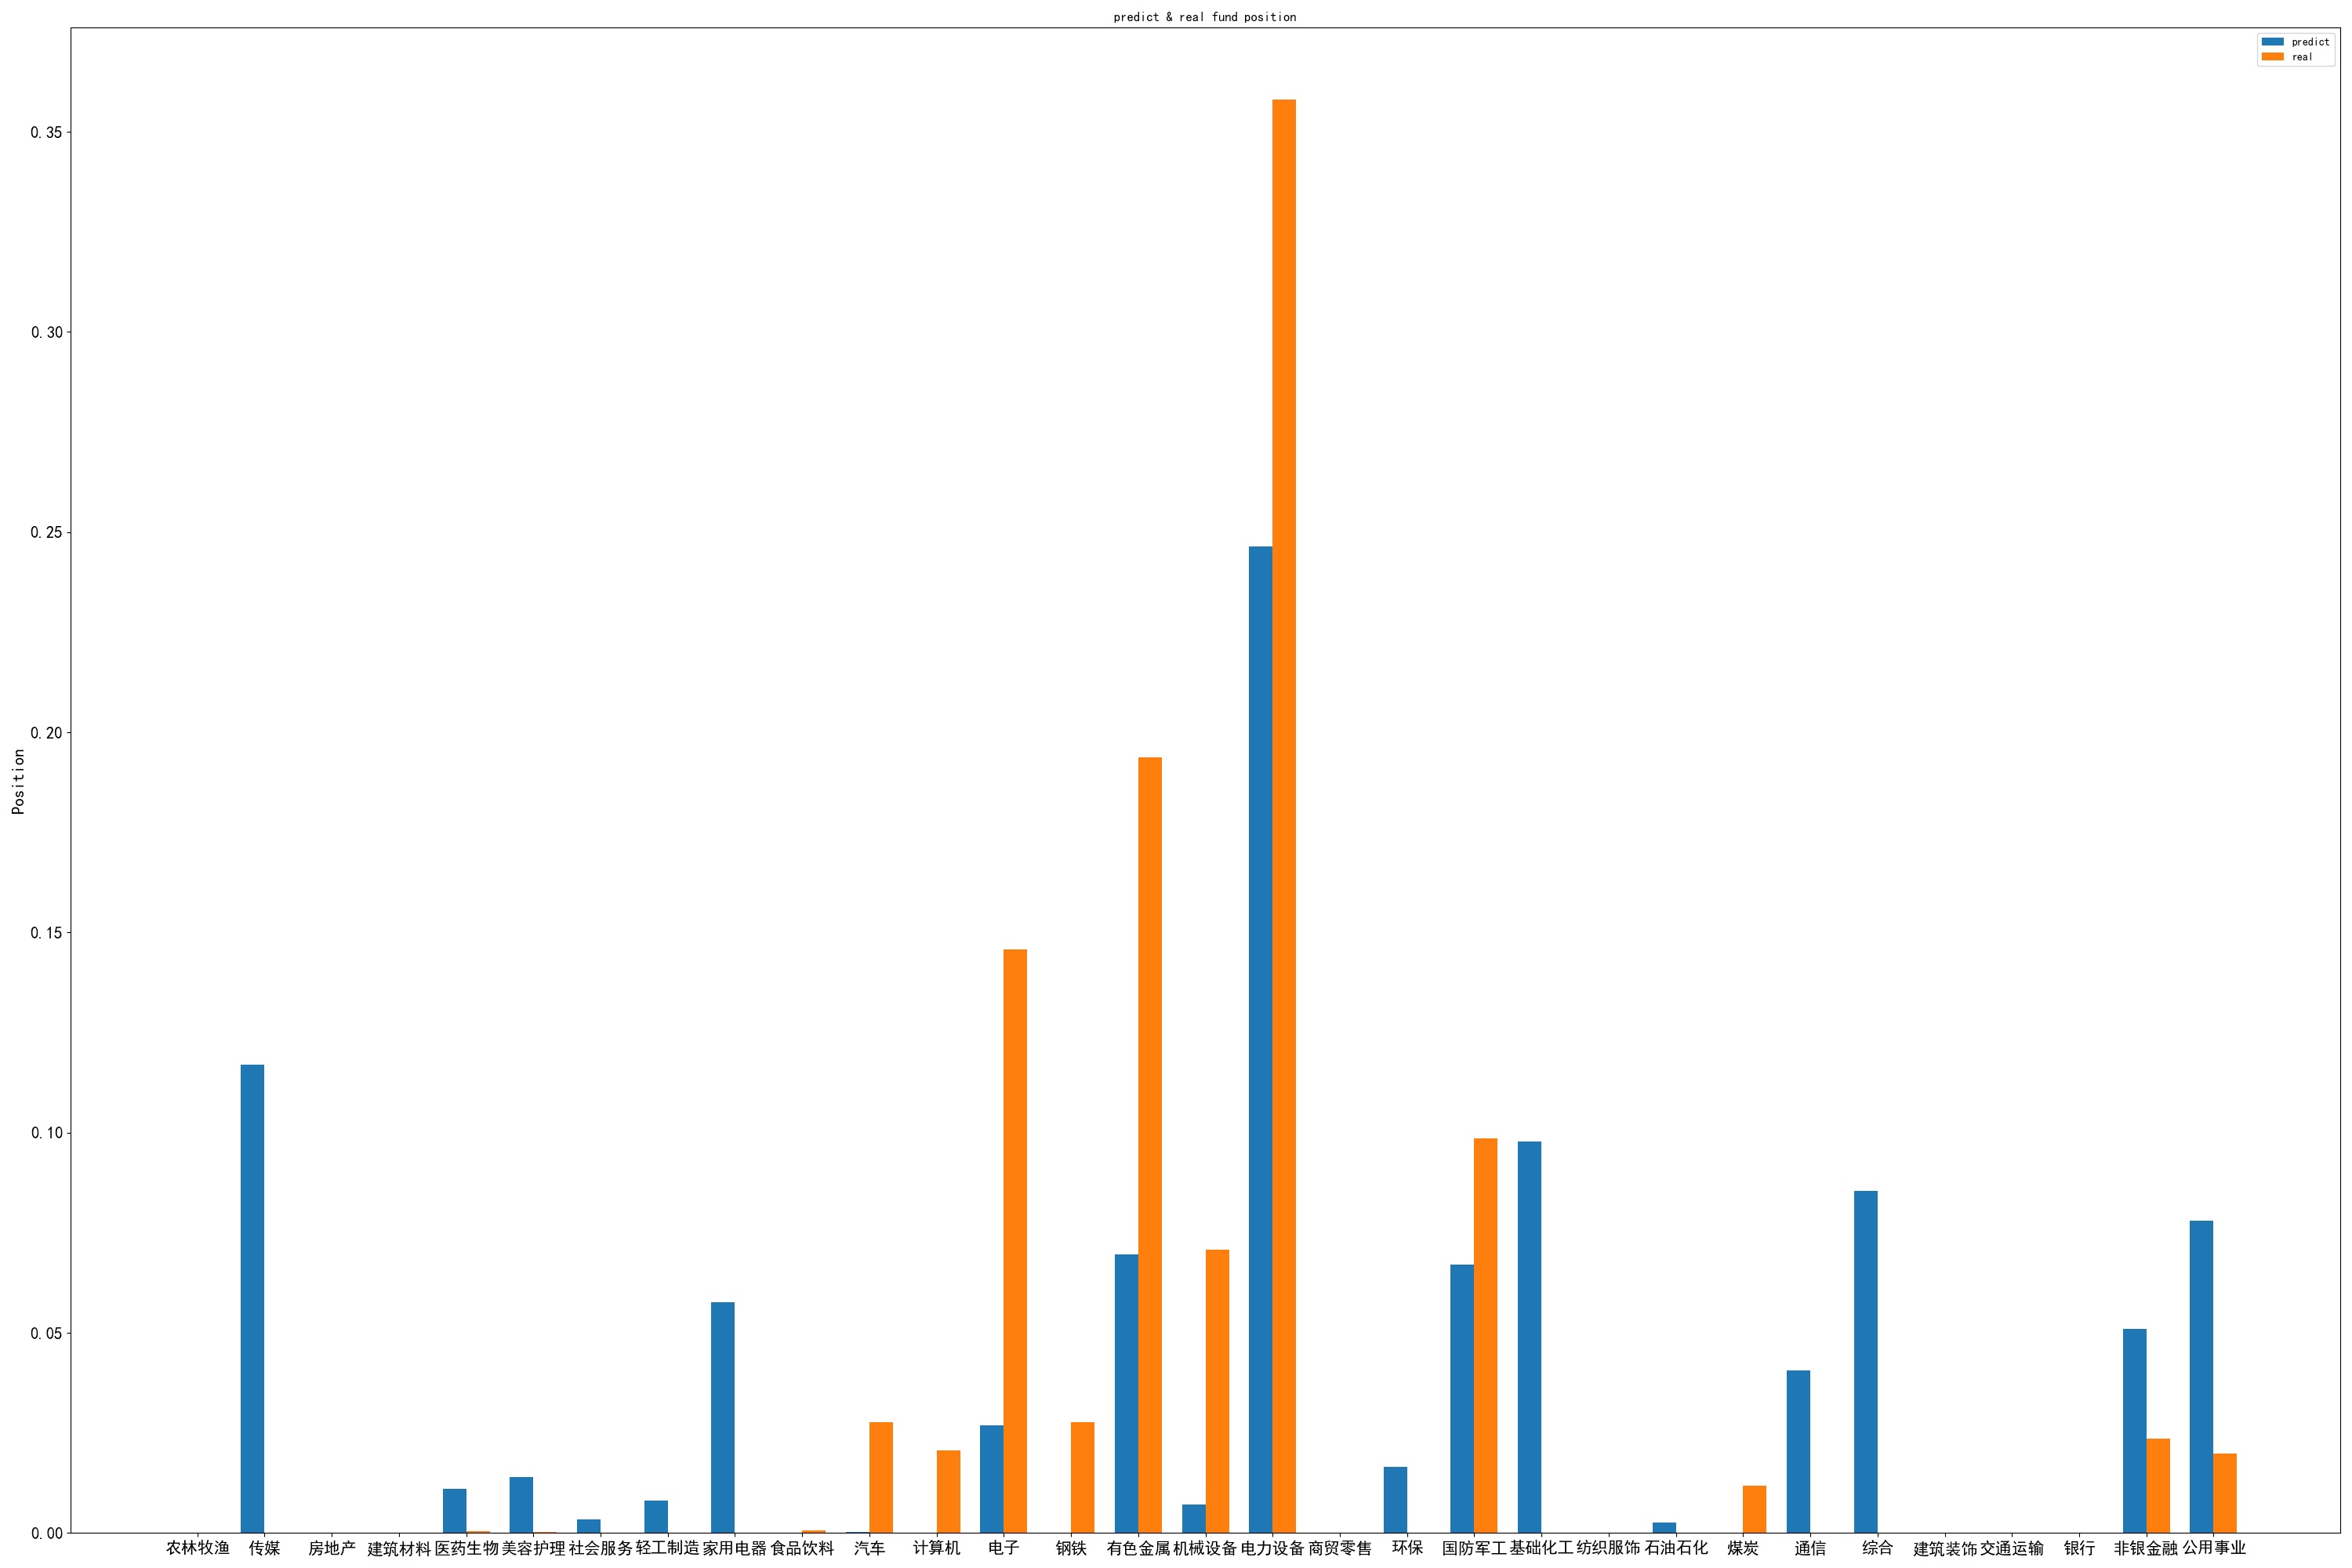 predict & real fund position
predict
real
0.35
0.30
0.25
0.20
0.15
0.10
0.05
0.00
Position
农林牧渔 传媒 房地产 建筑材料 医药生物 美容护理 社会服务 轻工制造 家用电器 食品饮料 汽车 计算机 电子 钢铁 有色金属 机械设备 电力设备 商贸零售 环保 国防军工 基础化工 纺织服饰 石油石化 煤炭 通信 综合 建筑装饰 交通运输 银行 非银金融 公用事业